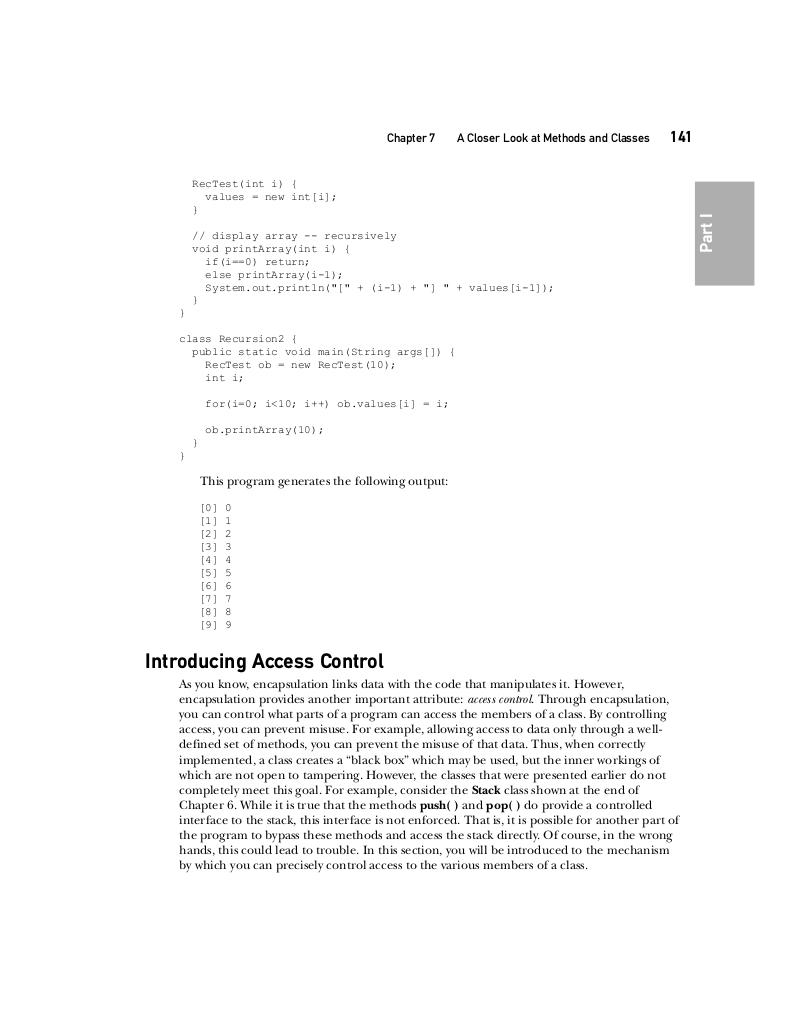 Chapter 7 A Closer Look at Methods and Classes 141
Part I
RecTest(int i) {
values = new int[i];
}
// display array -- recursively
void printArray(int i) {
if(i==0) return;
else printArray(i-1);
System.out.println("[" + (i-1) + "] " + values[i-1]);
}
}
class Recursion2 {
public static void main(String args[]) {
RecTest ob = new RecTest(10);
int i;
for(i=0; i<10; i++) ob.values[i] = i;
ob.printArray(10);
}
}
This program generates the following output:
[0] 0
[1] 1
[2] 2
[3] 3
[4] 4
[5] 5
[6] 6
[7] 7
[8] 8
[9] 9
Introducing Access Control
As you know, encapsulation links data with the code that manipulates it. However,
encapsulation provides another important attribute: access control. Through encapsulation,
you can control what parts of a program can access the members of a class. By controlling
access, you can prevent misuse. For example, allowing access to data only through a well-
defined set of methods, you can prevent the misuse of that data. Thus, when correctly
implemented, a class creates a “black box” which may be used, but the inner workings of
which are not open to tampering. However, the classes that were presented earlier do not
completely meet this goal. For example, consider the Stack class shown at the end of
Chapter 6. While it is true that the methods push( ) and pop( ) do provide a controlled
interface to the stack, this interface is not enforced. That is, it is possible for another part of
the program to bypass these methods and access the stack directly. Of course, in the wrong
hands, this could lead to trouble. In this section, you will be introduced to the mechanism
by which you can precisely control access to the various members of a class.